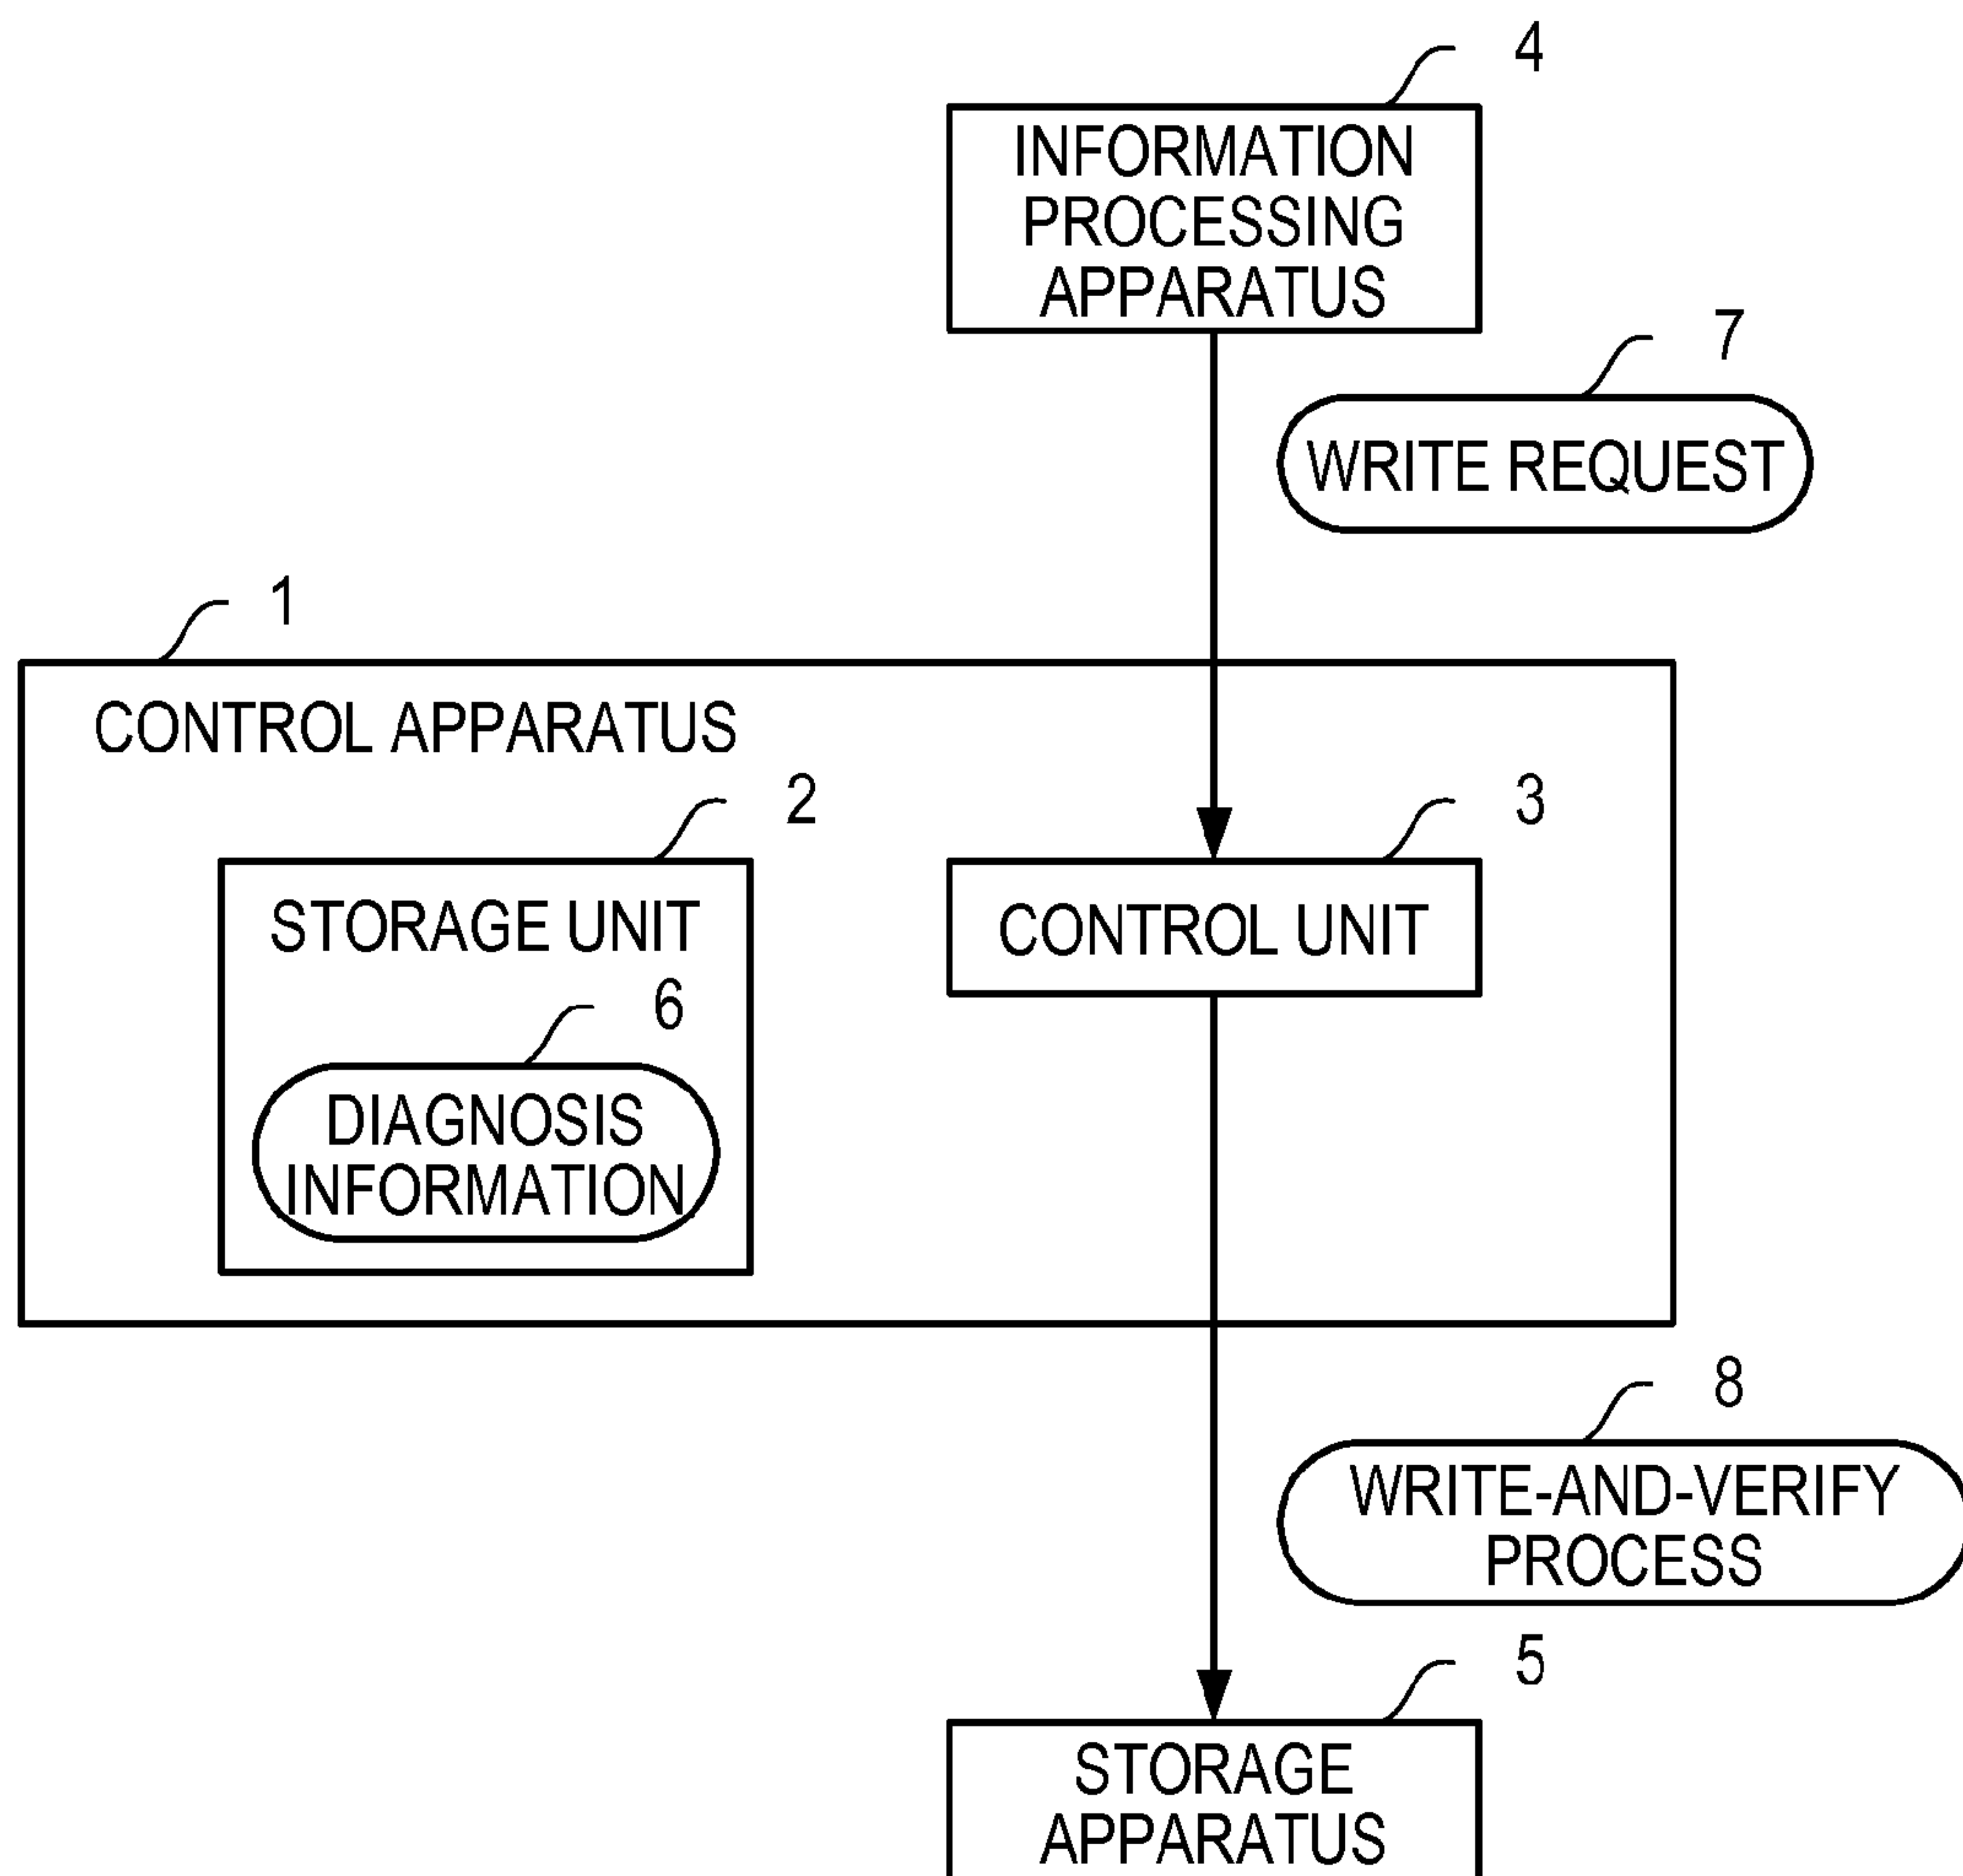 4
INFORMATION
PROCESSING
APPARATUS
7
WRITE REQUEST
1
CONTROL APPARATUS
2
3
STORAGE UNIT
CONTROL UNIT
6
DIAGNOSIS
INFORMATION
8
WRITE-AND-VERIFY
PROCESS
5
STORAGE
APPARATUS